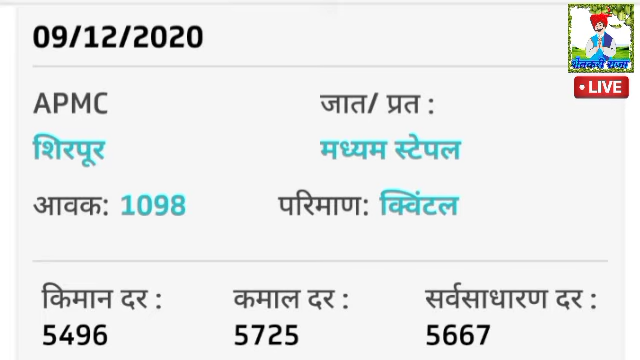 09/12/2020
शेतकरी राजा
LIVE
APMC जात/ प्रत :
शिरपूर मध्यम स्टेपल
आवक: 1098 परिमाण: क्विंटल
किमान दर : कमाल दर : सर्वसाधारण दर :
5496 5725 5667